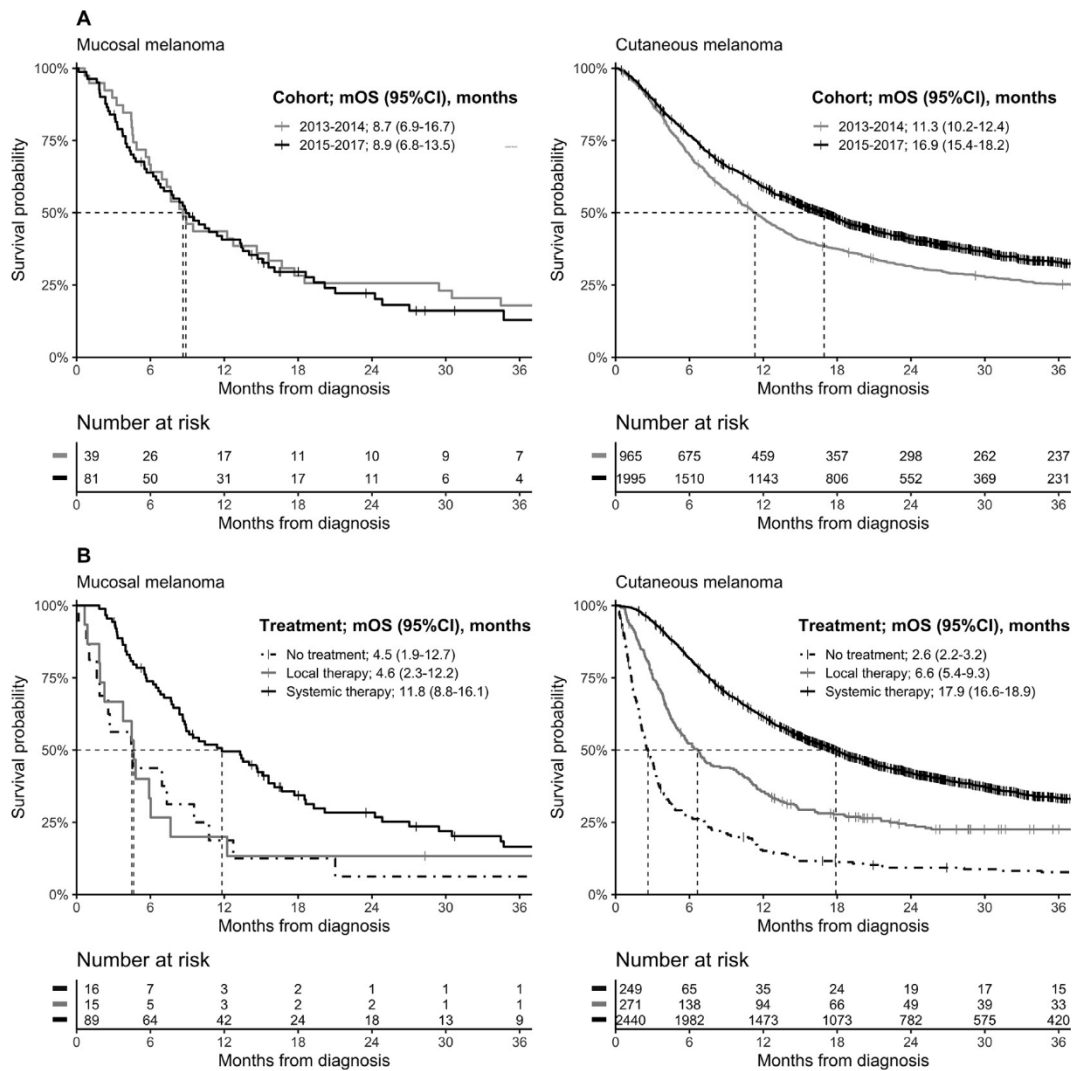 A
Mucosal melanoma
100%
75%
50%
25%
0%
Survival probability
Cohort; mOS (95%CI), months
2013-2014; 8.7 (6.9-16.7)
2015-2017; 8.9 (6.8-13.5)
0 6 12 18 24 30 36
Months from diagnosis
Number at risk
39 26 17 11 10 9 7
81 50 31 17 11 6 4
0 6 12 18 24 30 36
Months from diagnosis
Cutaneous melanoma
100%
75%
50%
25%
0%
Survival probability
Cohort; mOS (95%CI), months
2013-2014; 11.3 (10.2-12.4)
2015-2017; 16.9 (15.4-18.2)
0 6 12 18 24 30 36
Months from diagnosis
Number at risk
965 675 459 357 298 262 237
1995 1510 1143 806 552 369 231
0 6 12 18 24 30 36
Months from diagnosis
B
Mucosal melanoma
100%
75%
50%
25%
0%
Survival probability
Treatment; mOS (95%CI), months
No treatment; 4.5 (1.9-12.7)
Local therapy; 4.6 (2.3-12.2)
Systemic therapy; 11.8 (8.8-16.1)
0 6 12 18 24 30 36
Months from diagnosis
Number at risk
16 7 3 2 1 1 1
15 5 3 2 2 1 1
89 64 42 24 18 13 9
0 6 12 18 24 30 36
Months from diagnosis
Cutaneous melanoma
100%
75%
50%
25%
0%
Survival probability
Treatment; mOS (95%CI), months
No treatment; 2.6 (2.2-3.2)
Local therapy; 6.6 (5.4-9.3)
Systemic therapy; 17.9 (16.6-18.9)
0 6 12 18 24 30 36
Months from diagnosis
Number at risk
249 65 35 24 19 17 15
271 138 94 66 49 39 33
2440 1982 1473 1073 782 575 420
0 6 12 18 24 30 36
Months from diagnosis